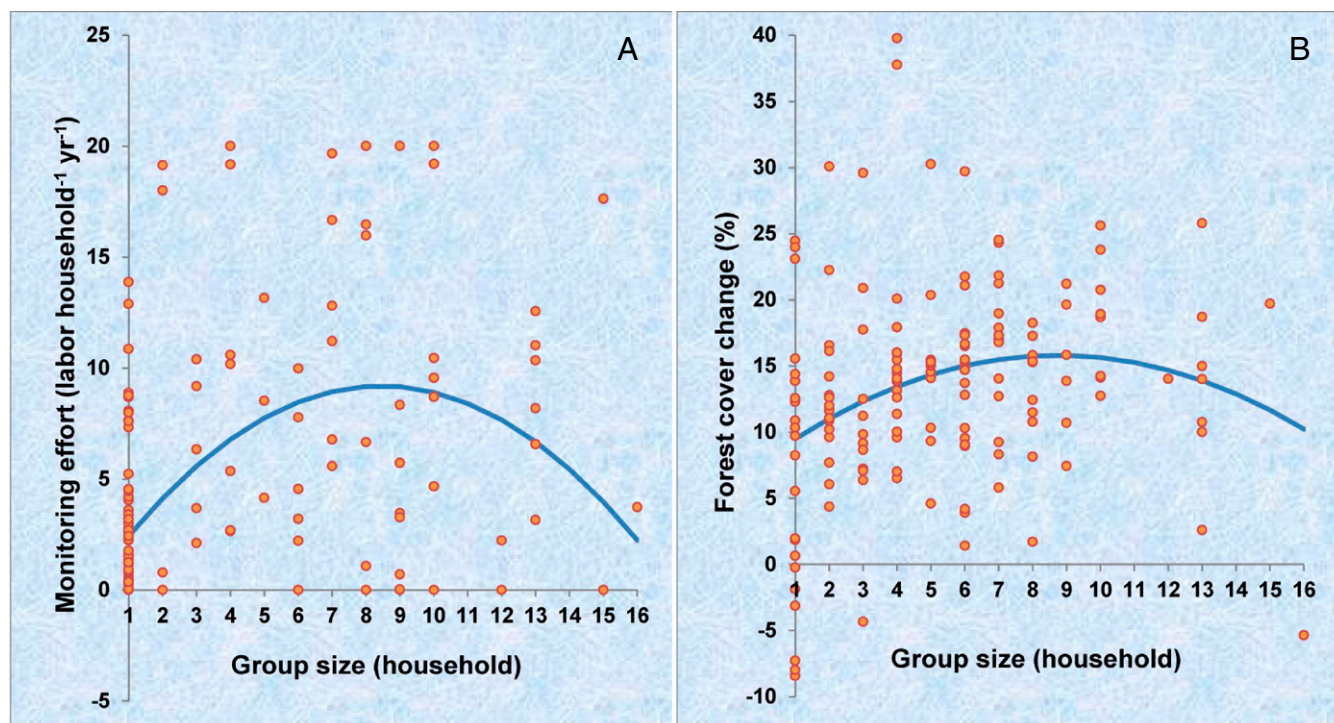 A
25
20
15
10
5
0
-5
Monitoring effort (labor household⁻¹ yr⁻¹)
1 2 3 4 5 6 7 8 9 10 11 12 13 14 15 16
Group size (household)
B
40
35
30
25
20
15
10
5
0
-5
-10
Forest cover change (%)
1 2 3 4 5 6 7 8 9 10 11 12 13 14 15 16
Group size (household)